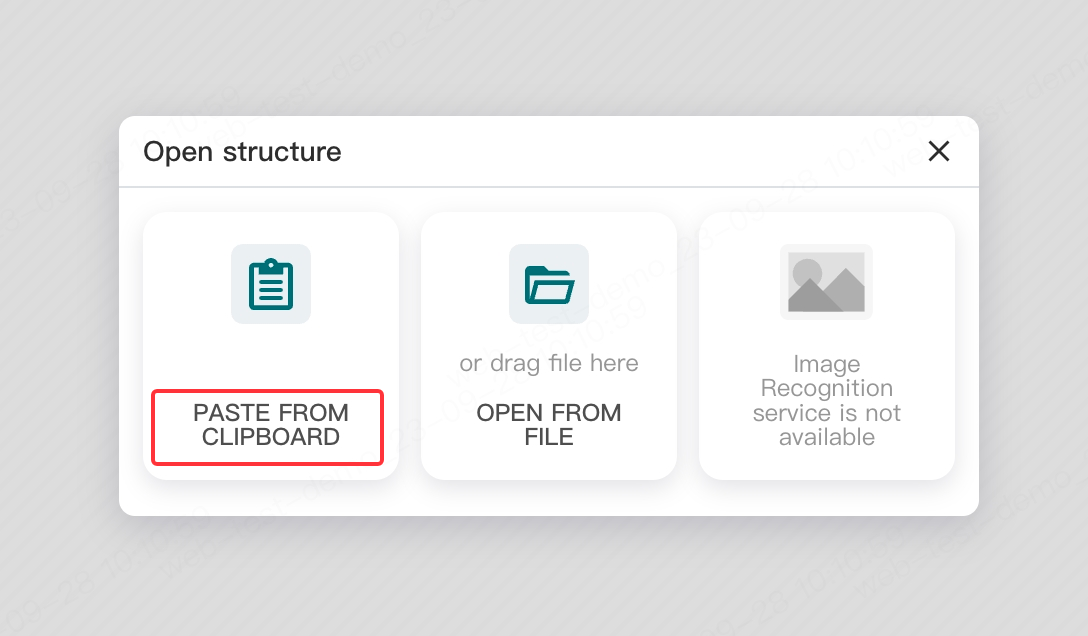 Open structure
PASTE FROM
CLIPBOARD
or drag file here
OPEN FROM
FILE
Image
Recognition
service is not
available